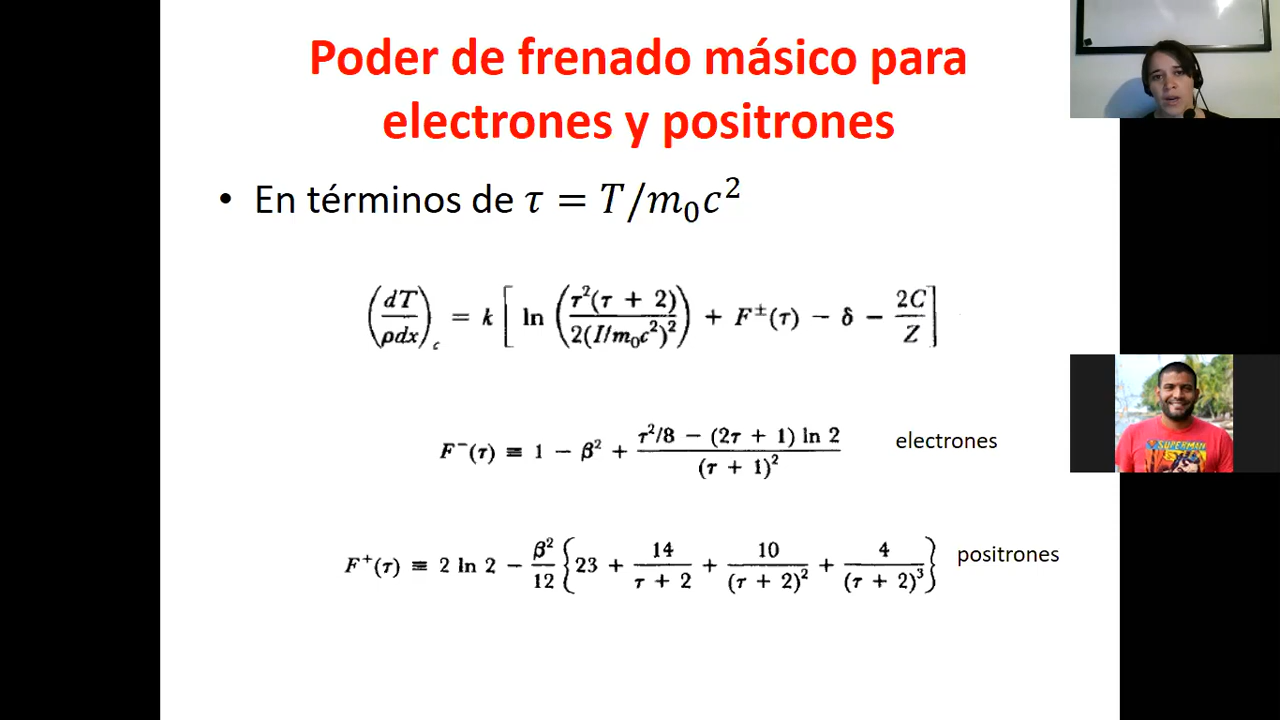 Poder de frenado másico para
electrones y positrones
• En términos de τ = T/m₀c²
(dT/ρdx)_c = k [ ln (τ²(τ + 2)/2(I/m₀c²)²) + F±(τ) − δ − 2C/Z ]
F⁻(τ) ≡ 1 − β² + (τ²/8 − (2τ + 1) ln 2)/(τ + 1)² electrones
F⁺(τ) ≡ 2 ln 2 − β²/12 {23 + 14/(τ + 2) + 10/(τ + 2)² + 4/(τ + 2)³} positrones
SUPERMAN